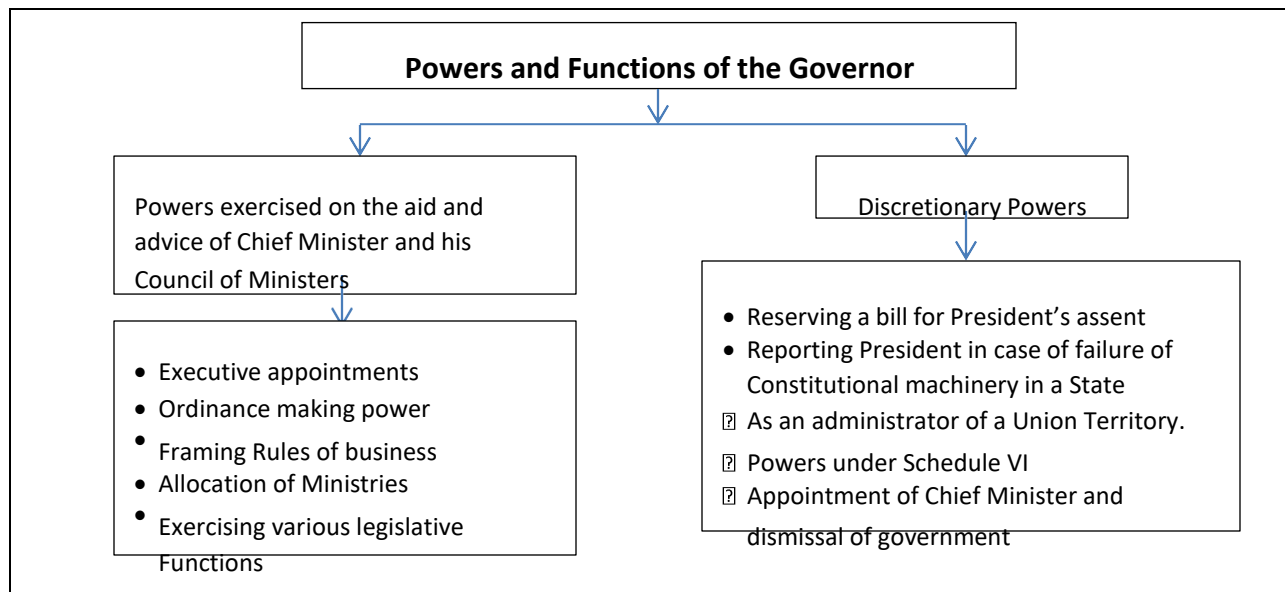 Powers and Functions of the Governor
Powers exercised on the aid and
advice of Chief Minister and his
Council of Ministers
• Executive appointments
• Ordinance making power
• Framing Rules of business
• Allocation of Ministries
• Exercising various legislative
Functions
Discretionary Powers
• Reserving a bill for President’s assent
• Reporting President in case of failure of
Constitutional machinery in a State
⍰ As an administrator of a Union Territory.
⍰ Powers under Schedule VI
⍰ Appointment of Chief Minister and
dismissal of government